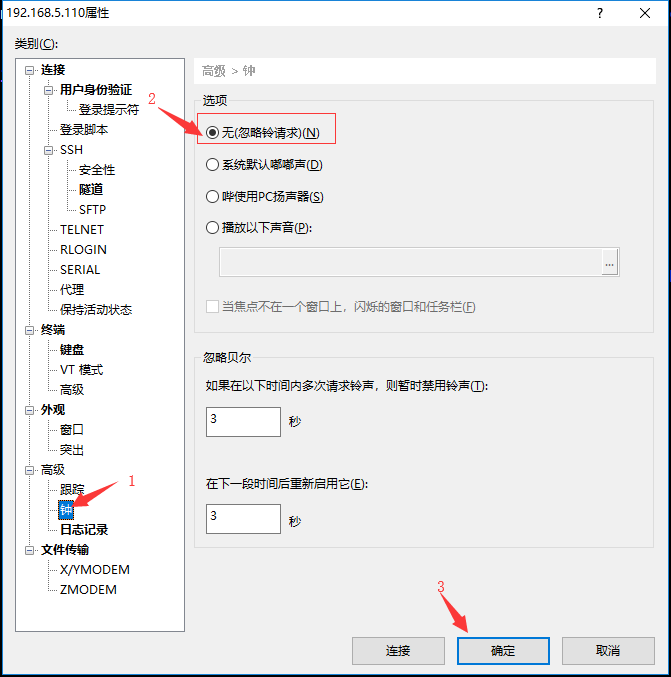 192.168.5.110属性
类别(C):
连接
用户身份验证
登录提示符
登录脚本
SSH
安全性
隧道
SFTP
TELNET
RLOGIN
SERIAL
代理
保持活动状态
终端
键盘
VT 模式
高级
外观
窗口
突出
高级
跟踪
钟
日志记录
文件传输
X/YMODEM
ZMODEM
1
2
高级 > 钟
选项
无(忽略铃请求)(N)
系统默认嘟嘟声(D)
哔使用PC扬声器(S)
播放以下声音(P):
...
当焦点不在一个窗口上，闪烁的窗口和任务栏(F)
忽略贝尔
如果在以下时间内多次请求铃声，则暂时禁用铃声(T):
3 秒
在下一段时间后重新启用它(E):
3 秒
3
连接 确定 取消